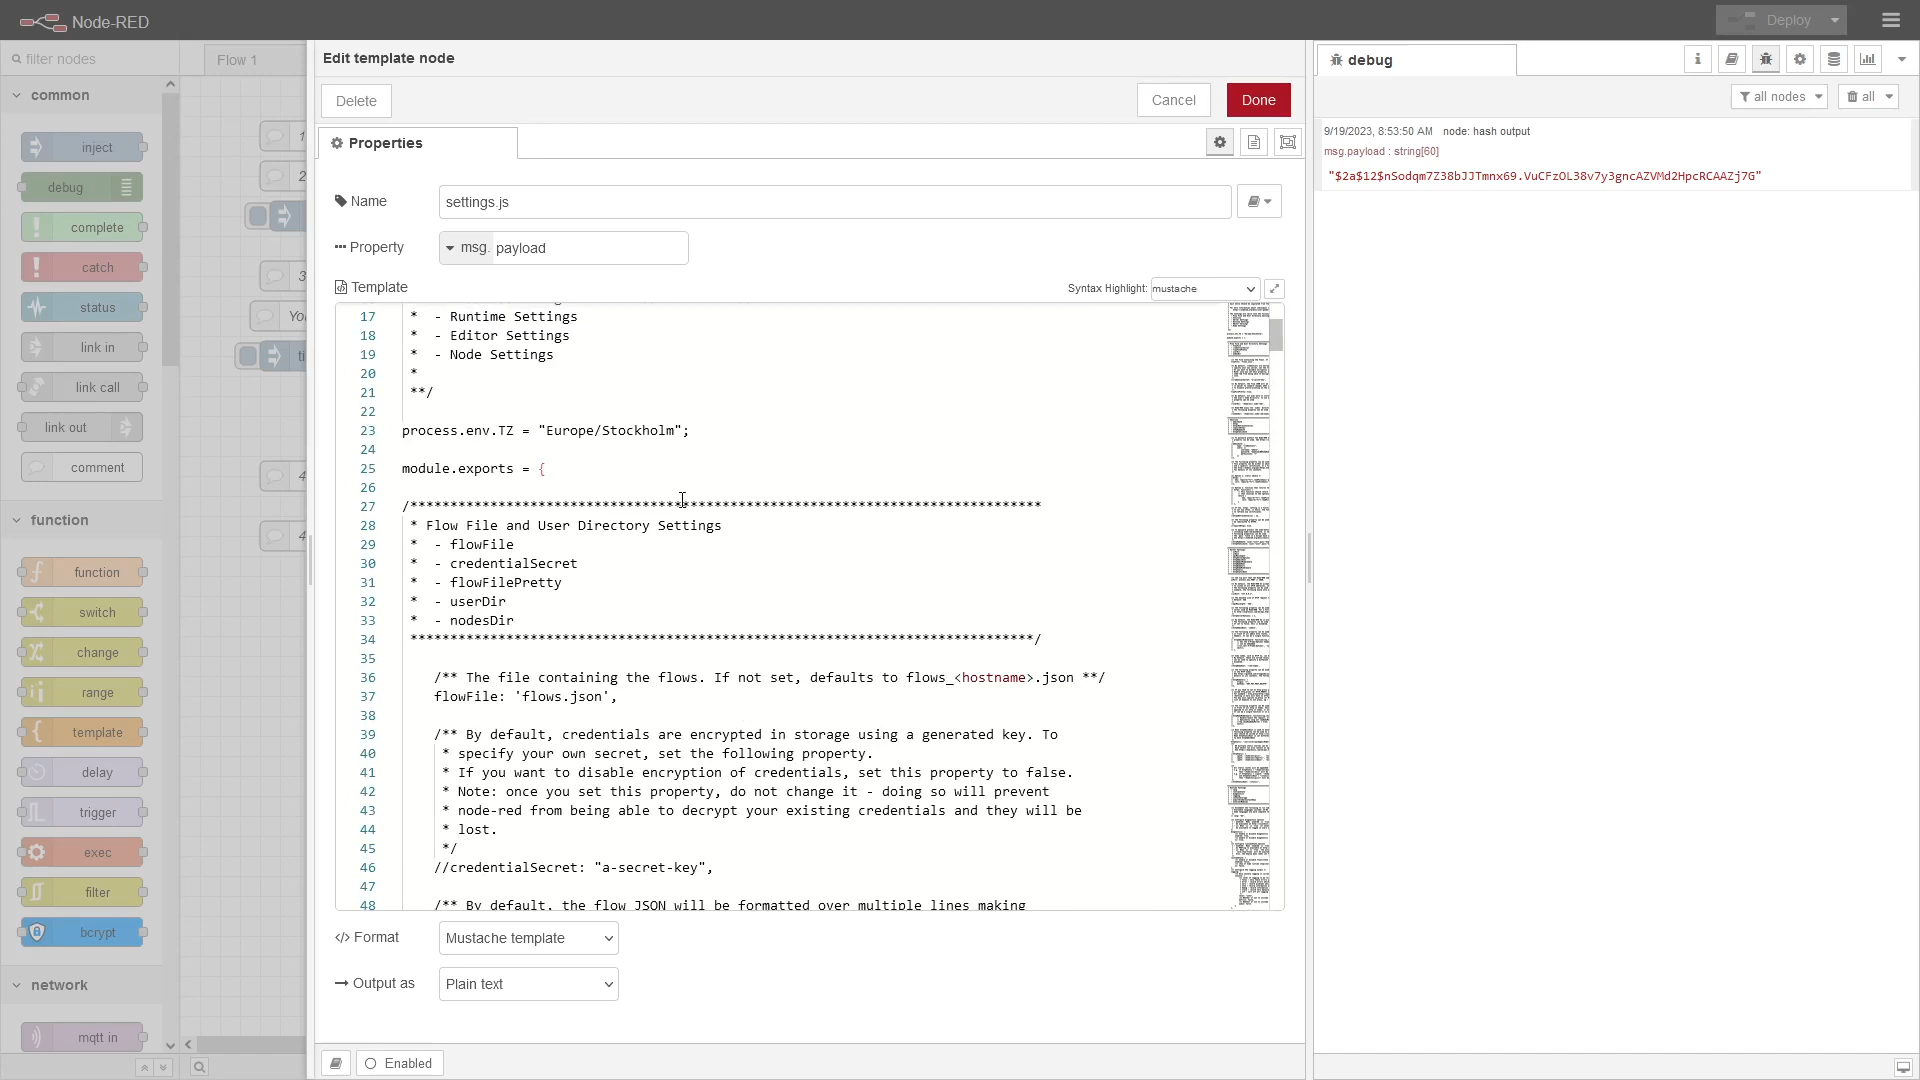 Node-RED
Deploy
filter nodes
Flow 1
Edit template node
debug
Delete
Cancel
Done
all nodes
all
common
Properties
9/19/2023, 8:53:50 AM node: hash output
msg.payload : string[60]
"$2a$12$nSodqm7Z38bJJTmnx69.VuCFzOL38v7y3gncAZVMd2HpcRCAAZj7G"
inject
debug
complete
catch
status
link in
link call
link out
comment
function
function
switch
change
range
template
delay
trigger
exec
filter
bcrypt
network
mqtt in
1
2
3
You
ti
4
4
Name
settings.js
Property
msg. payload
Template
Syntax Highlight: mustache
17 * - Runtime Settings
18 * - Editor Settings
19 * - Node Settings
20 *
21 **/
22
23 process.env.TZ = "Europe/Stockholm";
24
25 module.exports = {
26
27 /*******************************************************************************
28 * Flow File and User Directory Settings
29 * - flowFile
30 * - credentialSecret
31 * - flowFilePretty
32 * - userDir
33 * - nodesDir
34 ******************************************************************************/
35
36 /** The file containing the flows. If not set, defaults to flows_<hostname>.json **/
37 flowFile: 'flows.json',
38
39 /** By default, credentials are encrypted in storage using a generated key. To
40 * specify your own secret, set the following property.
41 * If you want to disable encryption of credentials, set this property to false.
42 * Note: once you set this property, do not change it - doing so will prevent
43 * node-red from being able to decrypt your existing credentials and they will be
44 * lost.
45 */
46 //credentialSecret: "a-secret-key",
47
48 /** By default, the flow JSON will be formatted over multiple lines making
</> Format
Mustache template
Output as
Plain text
Enabled